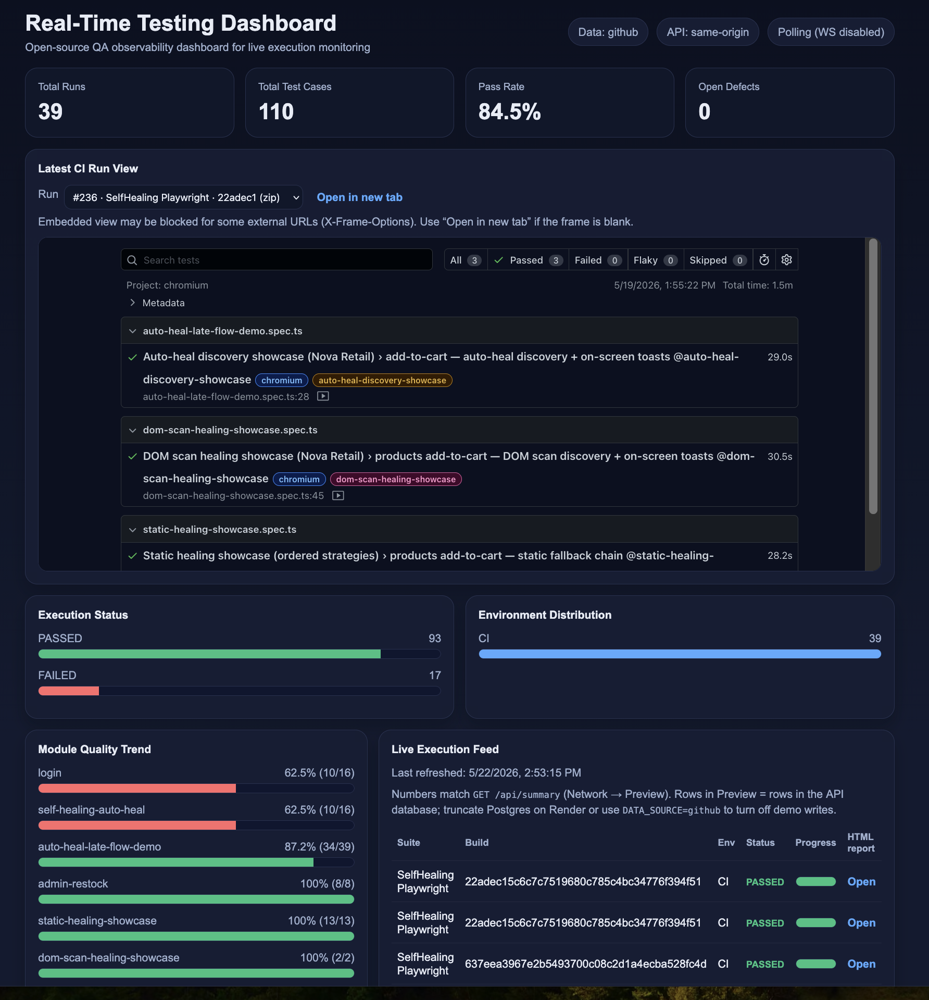 Real-Time Testing Dashboard
Open-source QA observability dashboard for live execution monitoring
Data: github
API: same-origin
Polling (WS disabled)
Total Runs
39
Total Test Cases
110
Pass Rate
84.5%
Open Defects
0
Latest CI Run View
Run
#236 · SelfHealing Playwright · 22adec1 (zip)
Open in new tab
Embedded view may be blocked for some external URLs (X-Frame-Options). Use “Open in new tab” if the frame is blank.
Search tests
All 3
Passed 3
Failed 0
Flaky 0
Skipped 0
Project: chromium
5/19/2026, 1:55:22 PM Total time: 1.5m
Metadata
auto-heal-late-flow-demo.spec.ts
Auto-heal discovery showcase (Nova Retail) › add-to-cart — auto-heal discovery + on-screen toasts @auto-heal-
29.0s
discovery-showcase chromium auto-heal-discovery-showcase
auto-heal-late-flow-demo.spec.ts:28
dom-scan-healing-showcase.spec.ts
DOM scan healing showcase (Nova Retail) › products add-to-cart — DOM scan discovery + on-screen toasts @dom-
30.5s
scan-healing-showcase chromium dom-scan-healing-showcase
dom-scan-healing-showcase.spec.ts:45
static-healing-showcase.spec.ts
Static healing showcase (ordered strategies) › products add-to-cart — static fallback chain @static-healing-
28.2s
Execution Status
PASSED 93
FAILED 17
Environment Distribution
CI 39
Module Quality Trend
login 62.5% (10/16)
self-healing-auto-heal 62.5% (10/16)
auto-heal-late-flow-demo 87.2% (34/39)
admin-restock 100% (8/8)
static-healing-showcase 100% (13/13)
dom-scan-healing-showcase 100% (2/2)
Live Execution Feed
Last refreshed: 5/22/2026, 2:53:15 PM
Numbers match GET /api/summary (Network → Preview). Rows in Preview = rows in the API
database; truncate Postgres on Render or use DATA_SOURCE=github to turn off demo writes.
Suite Build Env Status Progress HTML
report
SelfHealing
Playwright
22adec15c6c7c7519680c785c4bc34776f394f51 CI PASSED Open
SelfHealing
Playwright
22adec15c6c7c7519680c785c4bc34776f394f51 CI PASSED Open
SelfHealing
Playwright
637eea3967e2b5493700c08c2d1a4ecba528fc4d CI PASSED Open